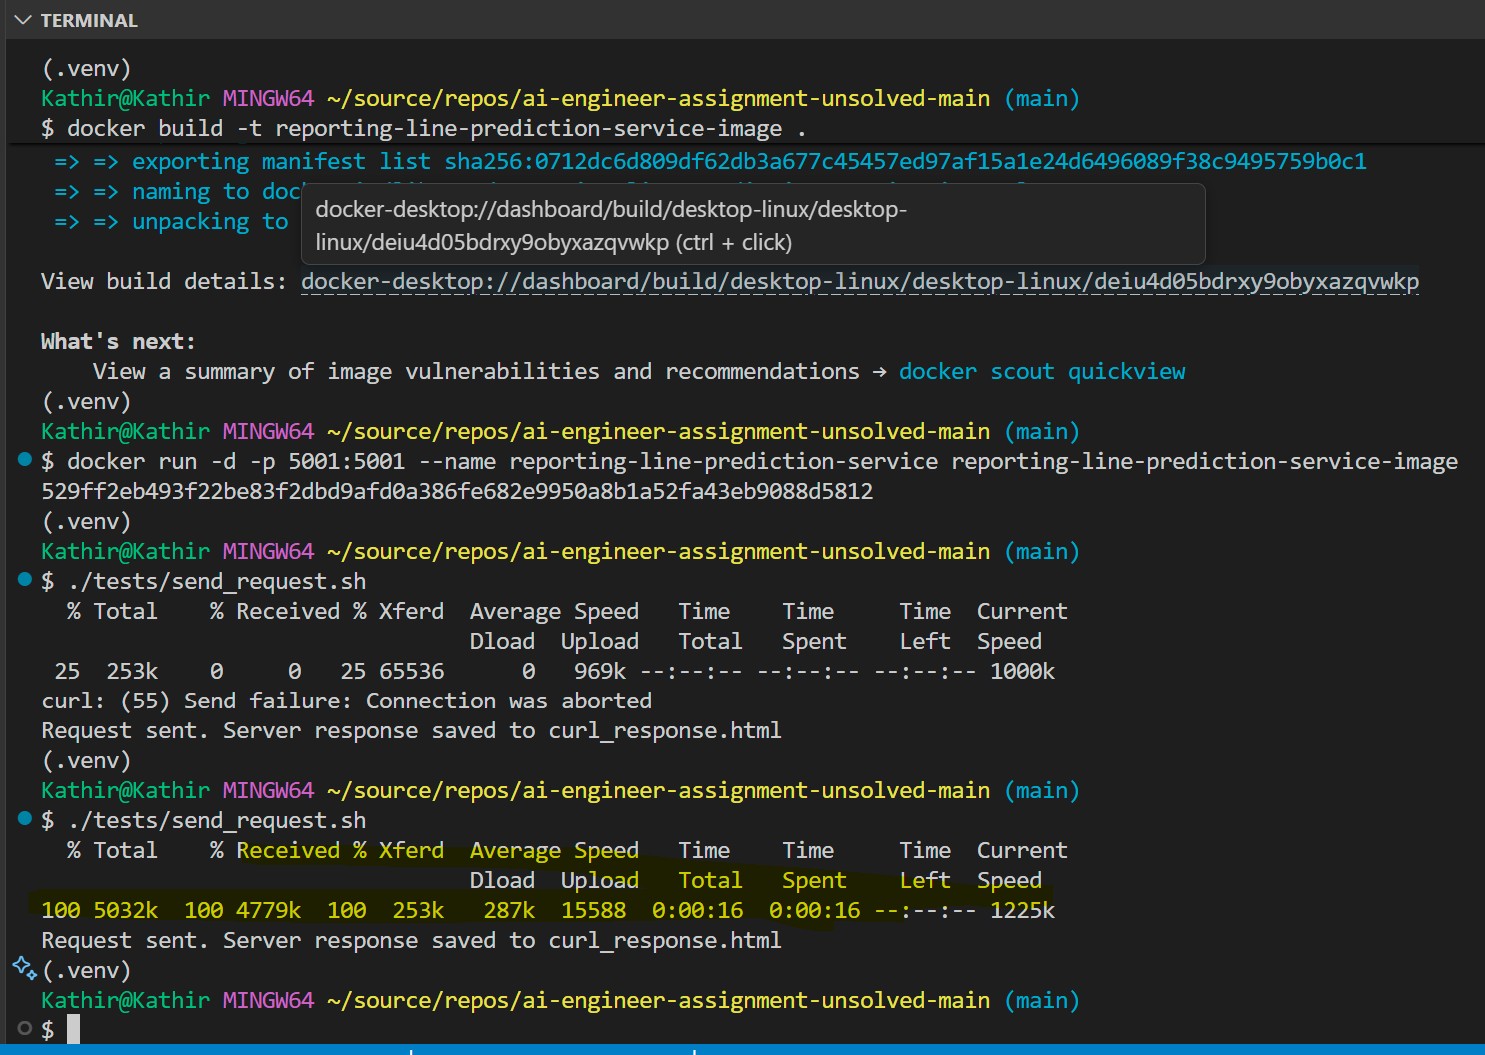 TERMINAL
(.venv)
Kathir@Kathir MINGW64 ~/source/repos/ai-engineer-assignment-unsolved-main (main)
$ docker build -t reporting-line-prediction-service-image .
=> => exporting manifest list sha256:0712dc6d809df62db3a677c45457ed97af15a1e24d6496089f38c9495759b0c1
=> => naming to doc
=> => unpacking to
docker-desktop://dashboard/build/desktop-linux/desktop-
linux/deiu4d05bdrxy9obyxazqvwkp (ctrl + click)
View build details: docker-desktop://dashboard/build/desktop-linux/desktop-linux/deiu4d05bdrxy9obyxazqvwkp
What's next:
View a summary of image vulnerabilities and recommendations → docker scout quickview
(.venv)
Kathir@Kathir MINGW64 ~/source/repos/ai-engineer-assignment-unsolved-main (main)
$ docker run -d -p 5001:5001 --name reporting-line-prediction-service reporting-line-prediction-service-image
529ff2eb493f22be83f2dbd9afd0a386fe682e9950a8b1a52fa43eb9088d5812
(.venv)
Kathir@Kathir MINGW64 ~/source/repos/ai-engineer-assignment-unsolved-main (main)
$ ./tests/send_request.sh
% Total % Received % Xferd Average Speed Time Time Time Current
Dload Upload Total Spent Left Speed
25 253k 0 0 25 65536 0 969k --:--:-- --:--:-- --:--:-- 1000k
curl: (55) Send failure: Connection was aborted
Request sent. Server response saved to curl_response.html
(.venv)
Kathir@Kathir MINGW64 ~/source/repos/ai-engineer-assignment-unsolved-main (main)
$ ./tests/send_request.sh
% Total % Received % Xferd Average Speed Time Time Time Current
Dload Upload Total Spent Left Speed
100 5032k 100 4779k 100 253k 287k 15588 0:00:16 0:00:16 --:--:-- 1225k
Request sent. Server response saved to curl_response.html
(.venv)
Kathir@Kathir MINGW64 ~/source/repos/ai-engineer-assignment-unsolved-main (main)
$